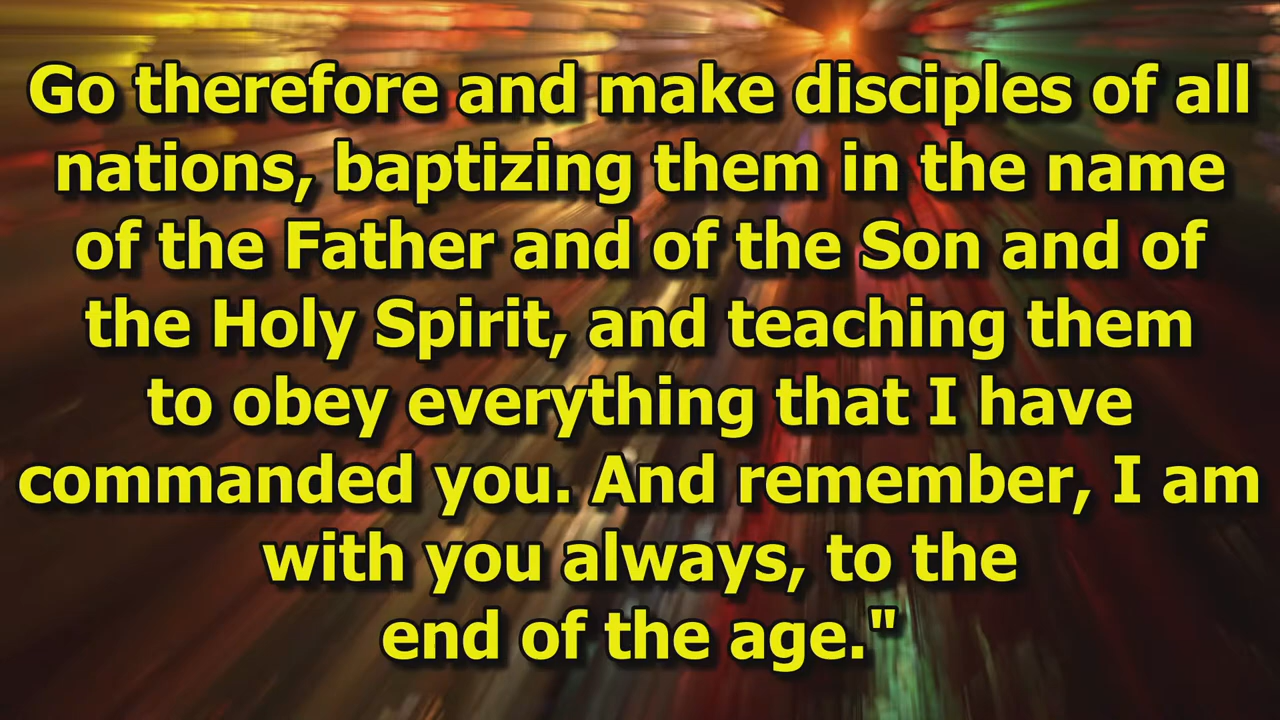 Go therefore and make disciples of all
nations, baptizing them in the name
of the Father and of the Son and of
the Holy Spirit, and teaching them
to obey everything that I have
commanded you. And remember, I am
with you always, to the
end of the age."